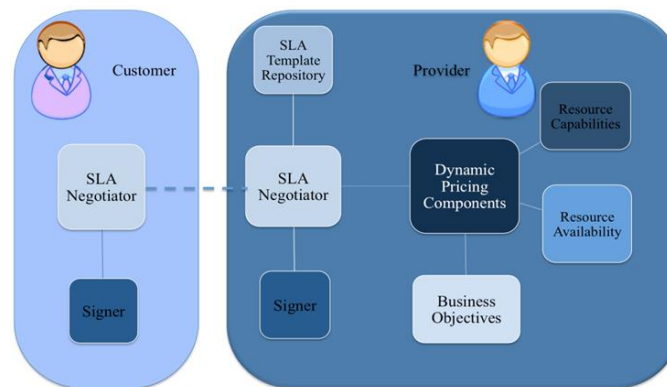 Customer
SLA
Negotiator
Signer
SLA
Template
Repository
Provider
SLA
Negotiator
Signer
Dynamic
Pricing
Components
Resource
Capabilities
Resource
Availability
Business
Objectives